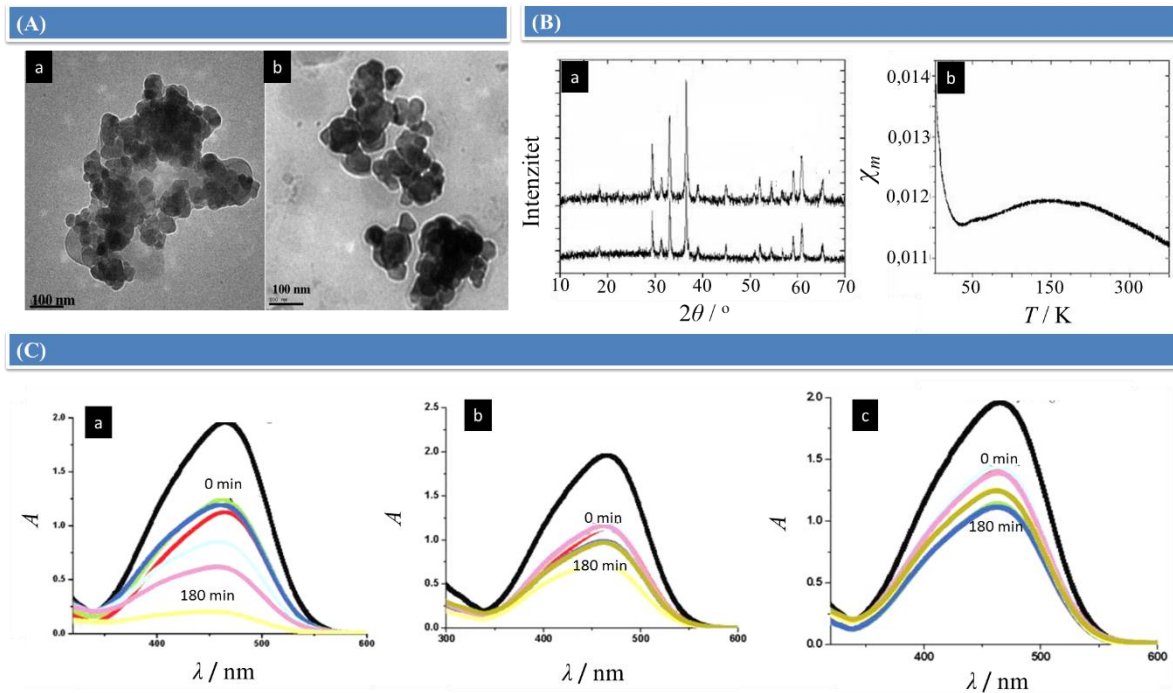 (A)
a
100 nm
b
100 nm
(B)
a
Intenzitet
10 20 30 40 50 60 70
2θ / °
b
0,014
0,013
0,012
0,011
χm
50 150 300
T / K
(C)
a
2.0
1.5
1.0
0.5
0.0
A
0 min
180 min
400 500 600
λ / nm
b
2.5
2.0
1.5
1.0
0.5
0.0
A
0 min
180 min
300 400 500 600
λ / nm
c
2.0
1.5
1.0
0.5
0.0
A
0 min
180 min
400 500 600
λ / nm